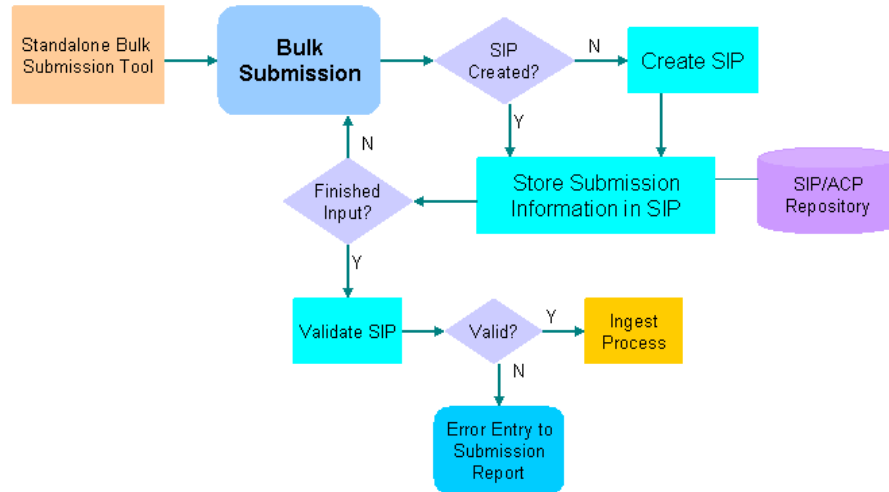 Standalone Bulk
Submission Tool
Bulk
Submission
SIP
Created?
N
Create SIP
Y
N
Finished
Input?
Store Submission
Information in SIP
SIP/ACP
Repository
Y
Validate SIP
Valid?
Y
Ingest
Process
N
Error Entry to
Submission
Report